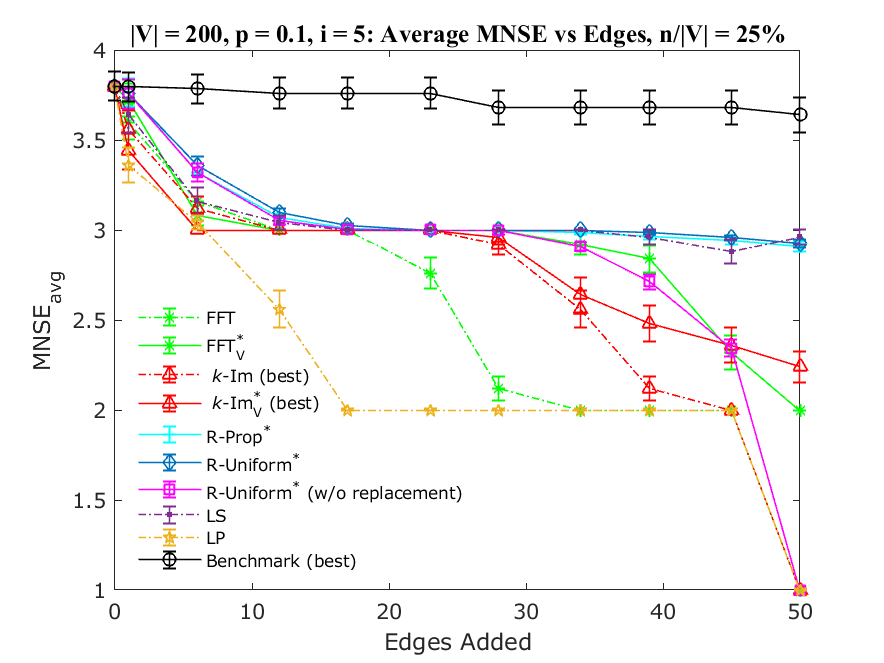 |V| = 200, p = 0.1, i = 5: Average MNSE vs Edges, n/|V| = 25%
4
3.5
3
2.5
2
1.5
1
MNSE_avg
FFT
FFT*_V
k-Im (best)
k-Im*_V (best)
R-Prop*
R-Uniform*
R-Uniform* (w/o replacement)
LS
LP
Benchmark (best)
0 10 20 30 40 50
Edges Added